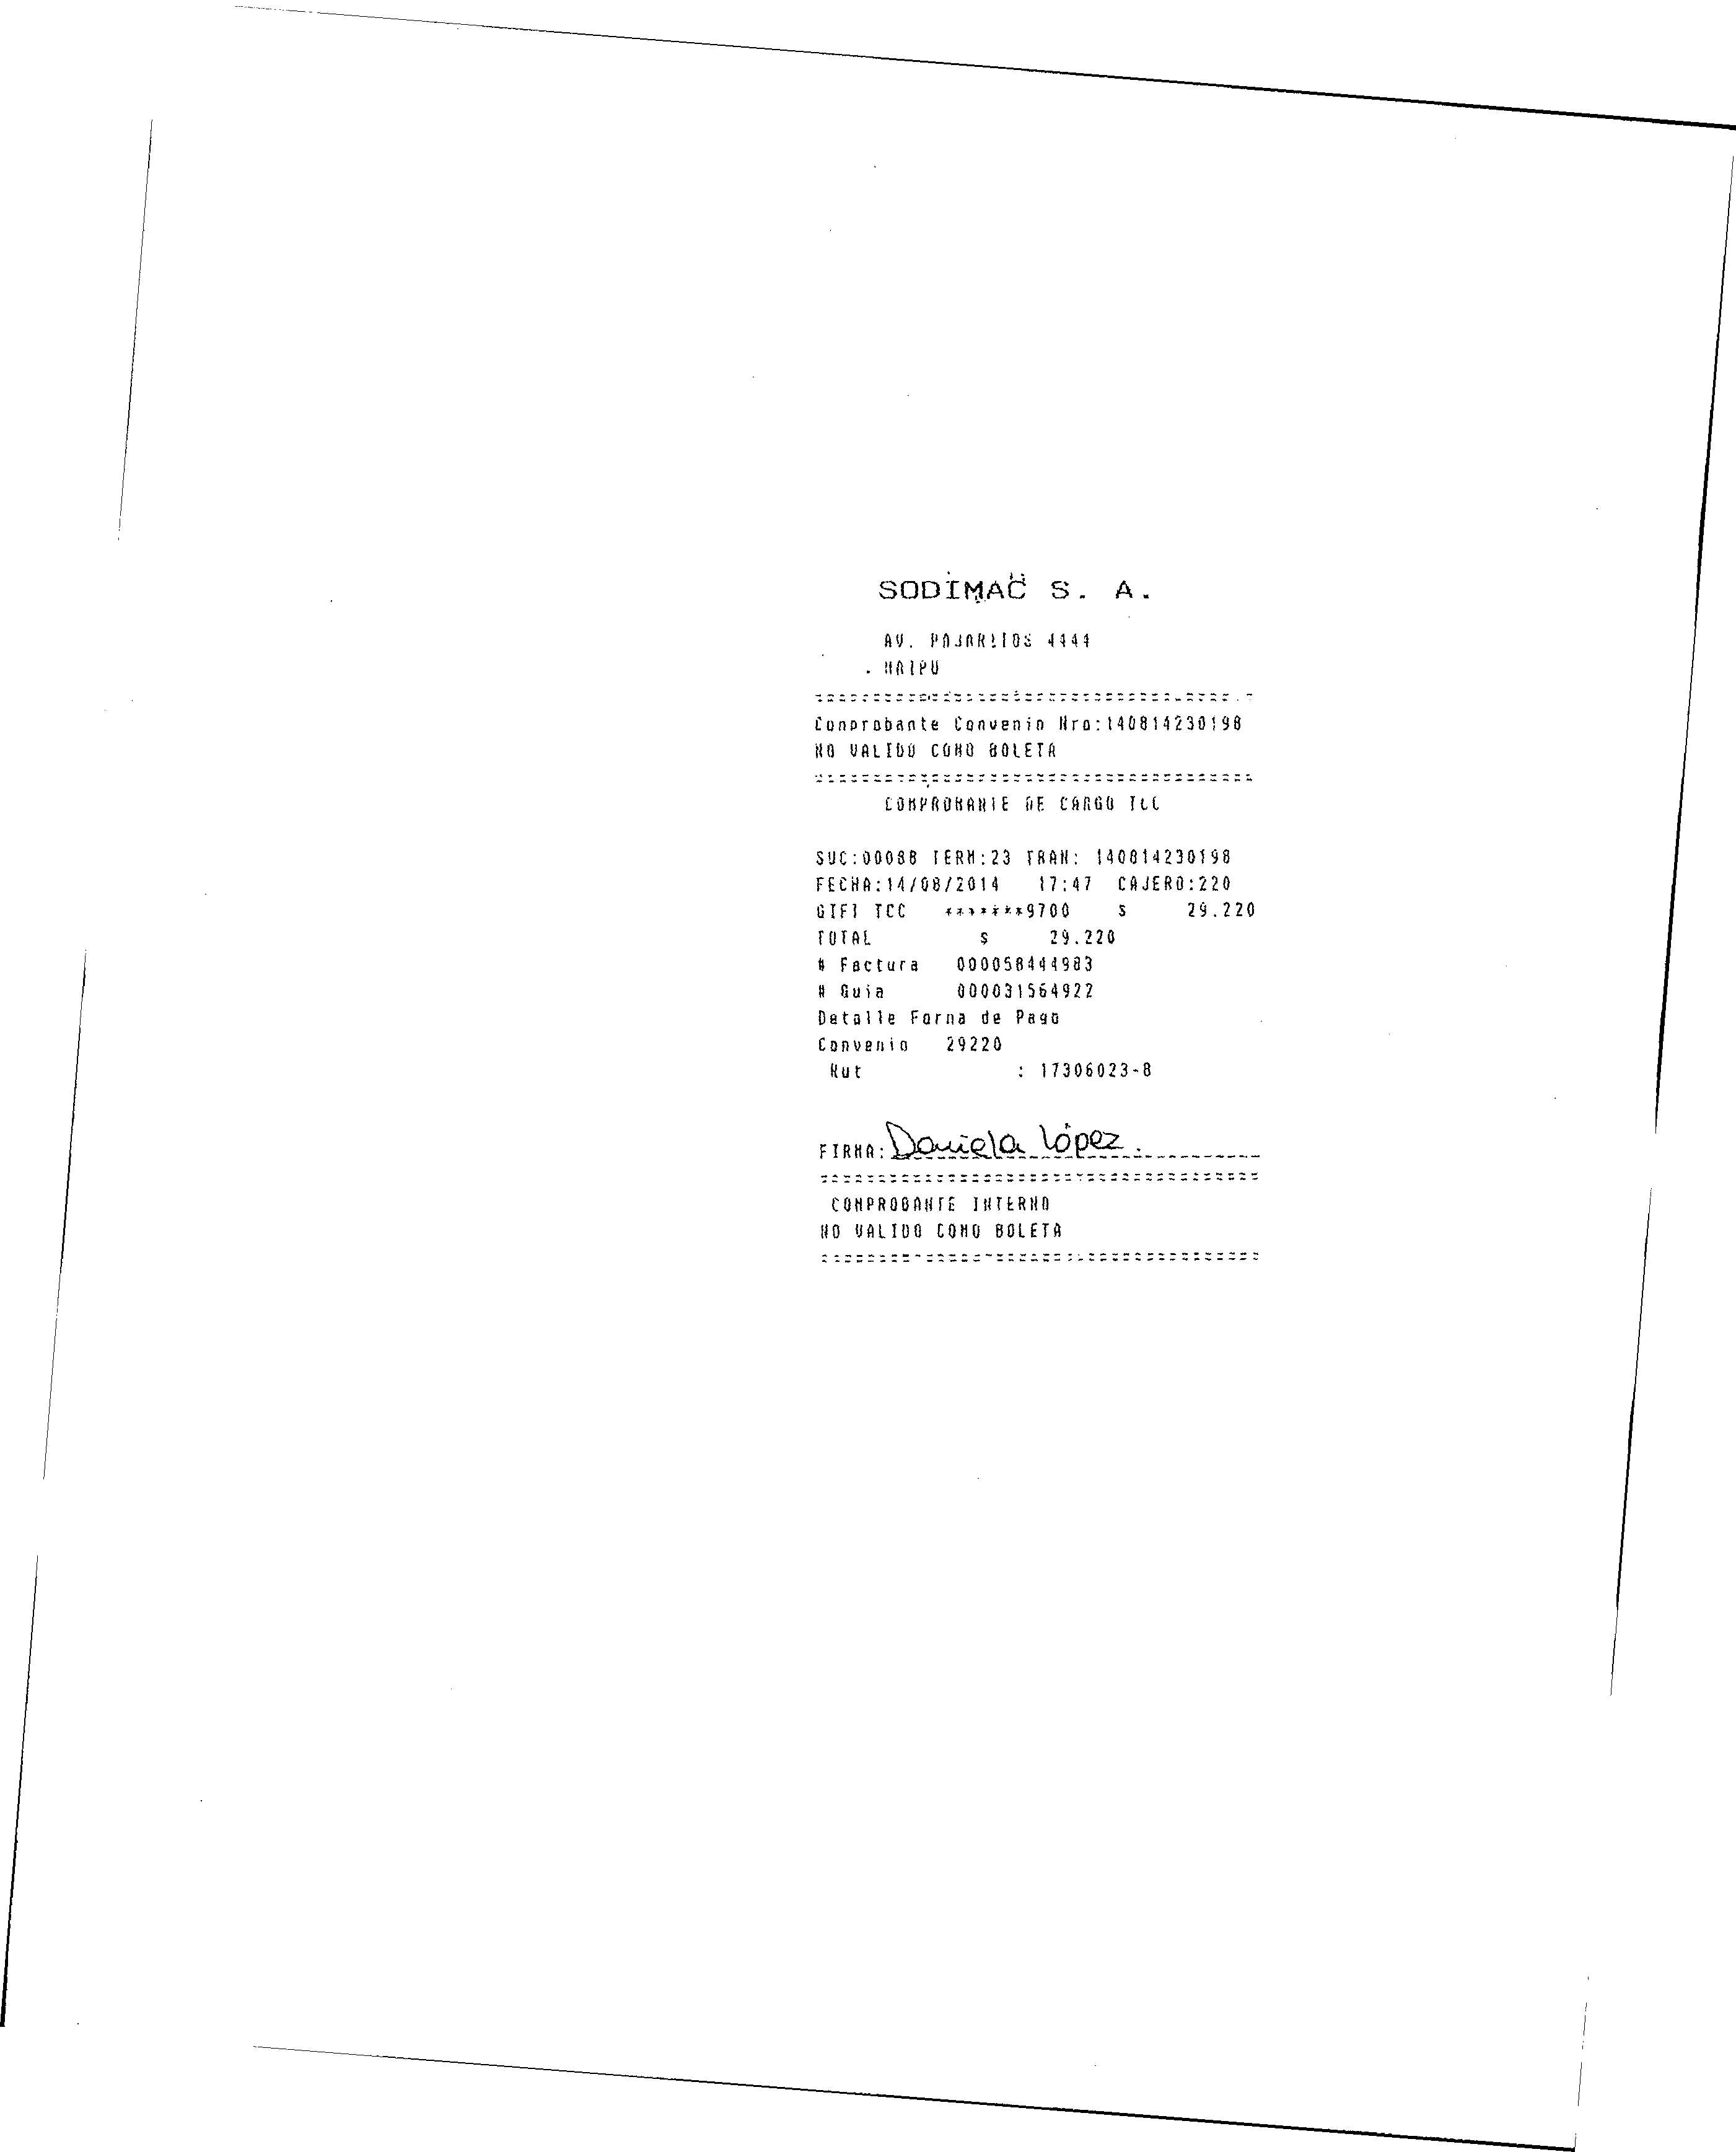 SODIMAC S. A.
AV. PAJARITOS 4444
MAIPU
Comprobante Convenio Nro:140814230198
NO VALIDO COMO BOLETA
COMPROBANTE DE CARGO TCC
SUC:00088 TERM:23 TRAN: 140814230198
FECHA:14/08/2014 17:47 CAJERO:220
GIFT TCC *******9700 $ 29.220
TOTAL $ 29.220
# Factura 000058444983
# Guia 000031564922
Detalle Forma de Pago
Convenio 29220
Rut : 17306023-8
FIRMA: Daniela López.
COMPROBANTE INTERNO
NO VALIDO COMO BOLETA